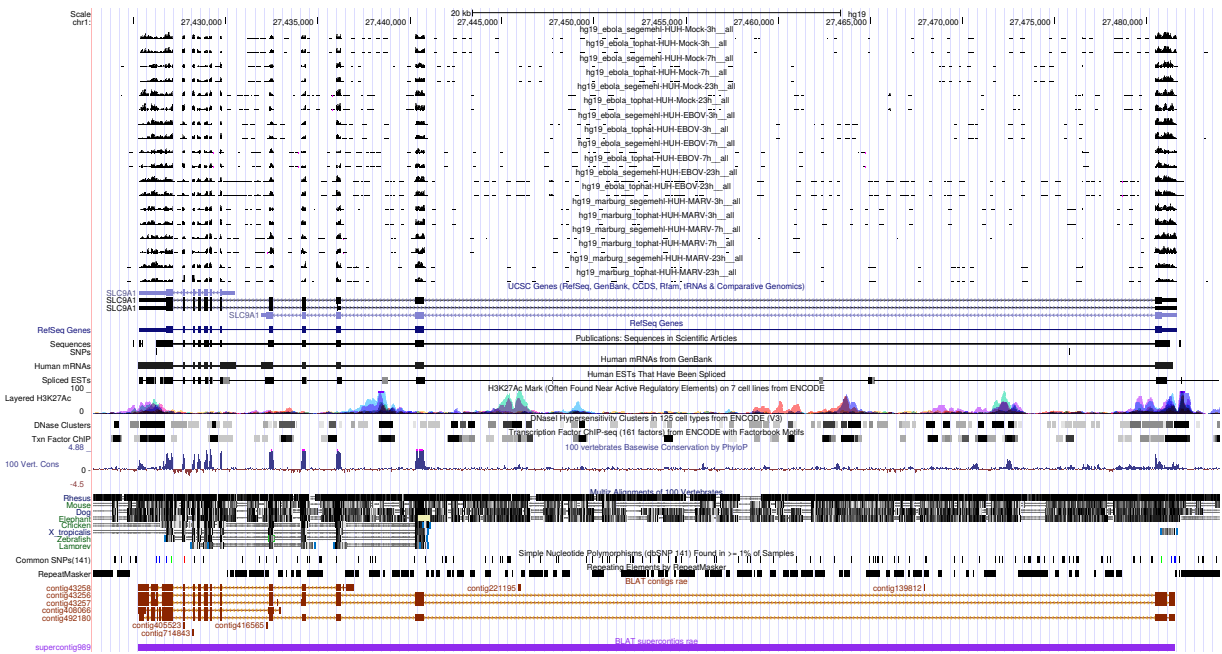 Scale 20 kb hg19
chr1: 27,430,000 27,435,000 27,440,000 27,445,000 27,450,000 27,455,000 27,460,000 27,465,000 27,470,000 27,475,000 27,480,000
hg19_ebola_segemehl-HUH-Mock-3h__all
hg19_ebola_tophat-HUH-Mock-3h__all
hg19_ebola_segemehl-HUH-Mock-7h__all
hg19_ebola_tophat-HUH-Mock-7h__all
hg19_ebola_segemehl-HUH-Mock-23h__all
hg19_ebola_tophat-HUH-Mock-23h__all
hg19_ebola_segemehl-HUH-EBOV-3h__all
hg19_ebola_tophat-HUH-EBOV-3h__all
hg19_ebola_segemehl-HUH-EBOV-7h__all
hg19_ebola_tophat-HUH-EBOV-7h__all
hg19_ebola_segemehl-HUH-EBOV-23h__all
hg19_ebola_tophat-HUH-EBOV-23h__all
hg19_marburg_segemehl-HUH-MARV-3h__all
hg19_marburg_tophat-HUH-MARV-3h__all
hg19_marburg_segemehl-HUH-MARV-7h__all
hg19_marburg_tophat-HUH-MARV-7h__all
hg19_marburg_segemehl-HUH-MARV-23h__all
hg19_marburg_tophat-HUH-MARV-23h__all
UCSC Genes (RefSeq, GenBank, CCDS, Rfam, tRNAs & Comparative Genomics)
SLC9A1
SLC9A1
SLC9A1
SLC9A1
RefSeq Genes
RefSeq Genes
Publications: Sequences in Scientific Articles
Sequences
SNPs
Human mRNAs from GenBank
Human mRNAs
Human ESTs That Have Been Spliced
Spliced ESTs
H3K27Ac Mark (Often Found Near Active Regulatory Elements) on 7 cell lines from ENCODE
100
Layered H3K27Ac
0
DNaseI Hypersensitivity Clusters in 125 cell types from ENCODE (V3)
DNase Clusters
Transcription Factor ChIP-seq (161 factors) from ENCODE with Factorbook Motifs
Txn Factor ChIP
100 vertebrates Basewise Conservation by PhyloP
4.88
100 Vert. Cons
0
-4.5
Multiz Alignments of 100 Vertebrates
Rhesus
Mouse
Dog
Elephant
Chicken
X_tropicalis
Zebrafish
Lamprey
Simple Nucleotide Polymorphisms (dbSNP 141) Found in >= 1% of Samples
Common SNPs(141)
Repeating Elements by RepeatMasker
RepeatMasker
BLAT contigs rae
contig43258 contig221195 contig139812
contig43256
contig43257
contig408066
contig492180
contig405523 contig416565
contig714843
BLAT supercontigs rae
supercontig989